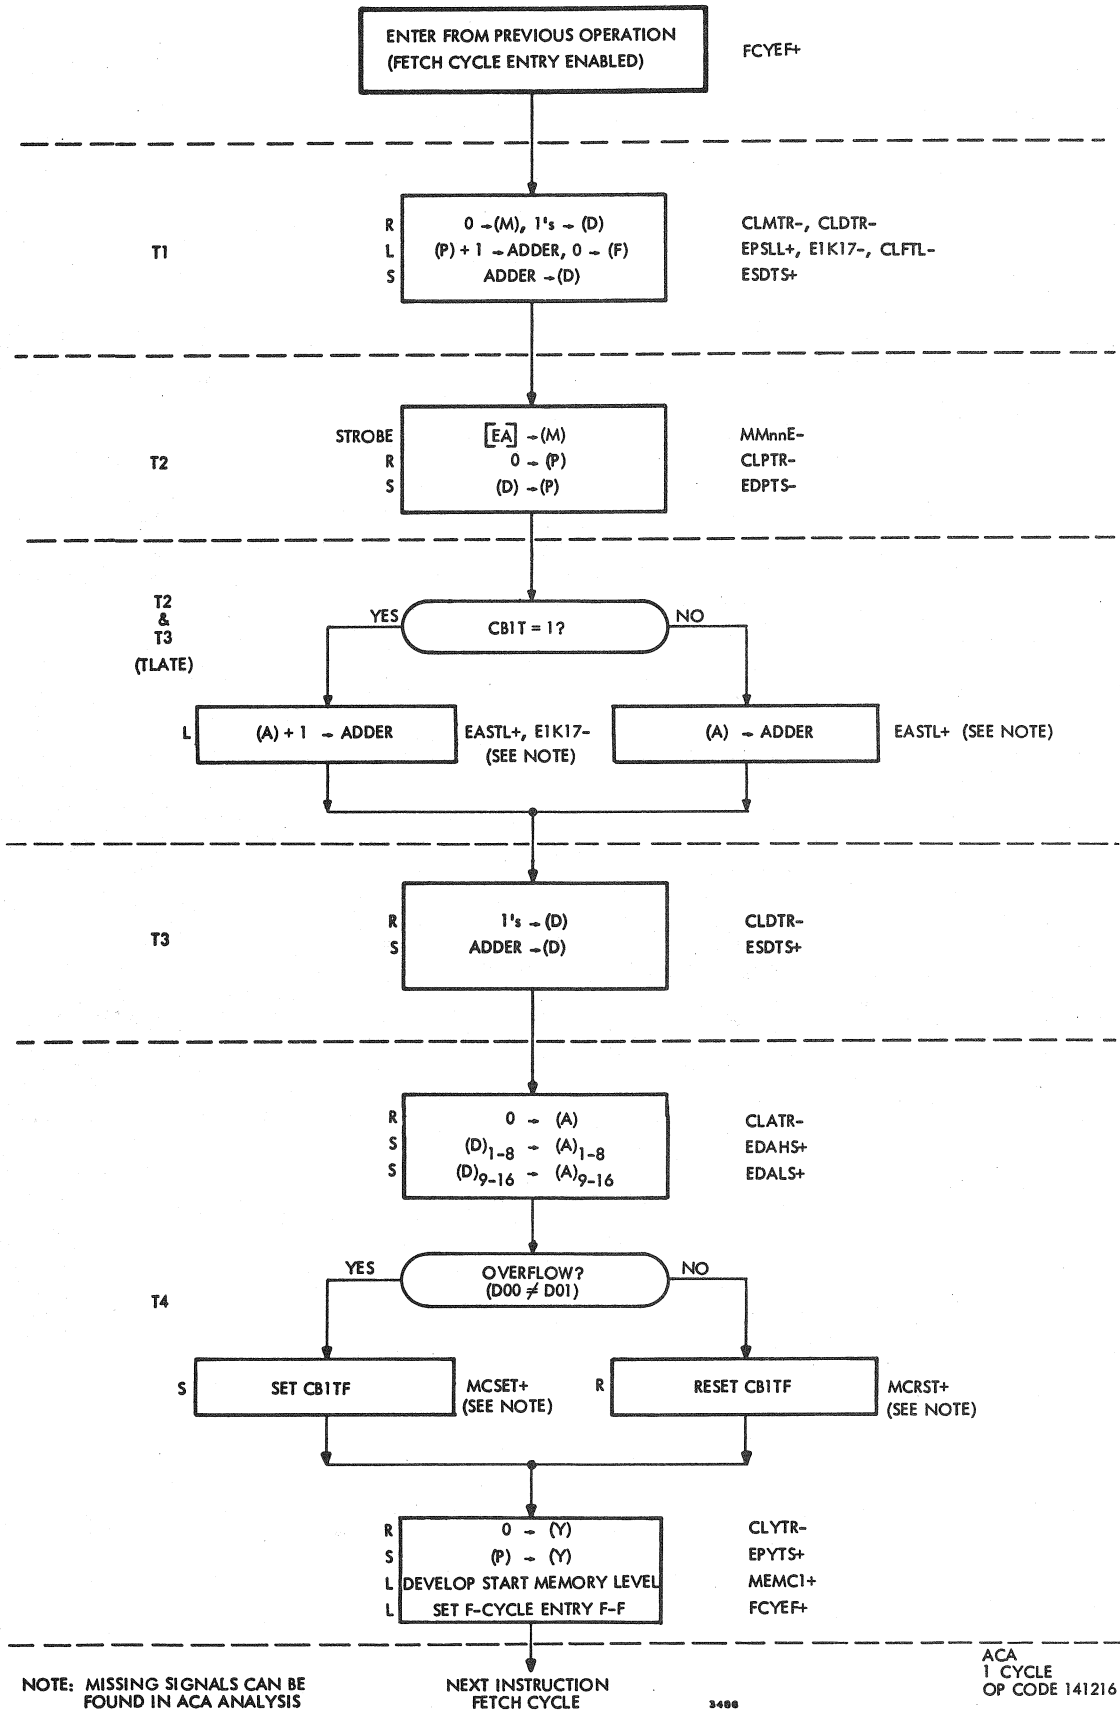 ENTER FROM PREVIOUS OPERATION
(FETCH CYCLE ENTRY ENABLED)
FCYEF+
T1
R 0 → (M), 1's → (D) CLMTR-, CLDTR-
L (P) + 1 → ADDER, 0 → (F) EPSLL+, E1K17-, CLFTL-
S ADDER → (D) ESDTS+
T2
STROBE [EA] → (M) MMnnE-
R 0 → (P) CLPTR-
S (D) → (P) EDPTS-
T2
&
T3
(TLATE)
YES
CB1T = 1?
NO
L (A) + 1 → ADDER EASTL+, E1K17-
(SEE NOTE)
(A) → ADDER EASTL+ (SEE NOTE)
T3
R 1's → (D) CLDTR-
S ADDER → (D) ESDTS+
R 0 → (A) CLATR-
S (D)1-8 → (A)1-8 EDAHS+
S (D)9-16 → (A)9-16 EDALS+
T4
YES
OVERFLOW?
(D00 ≠ D01)
NO
S SET CB1TF MCSET+
(SEE NOTE)
R RESET CB1TF MCRST+
(SEE NOTE)
R 0 → (Y) CLYTR-
S (P) → (Y) EPYTS+
L DEVELOP START MEMORY LEVEL MEMC1+
L SET F-CYCLE ENTRY F-F FCYEF+
NOTE: MISSING SIGNALS CAN BE
FOUND IN ACA ANALYSIS
NEXT INSTRUCTION
FETCH CYCLE
3486
ACA
1 CYCLE
OP CODE 141216